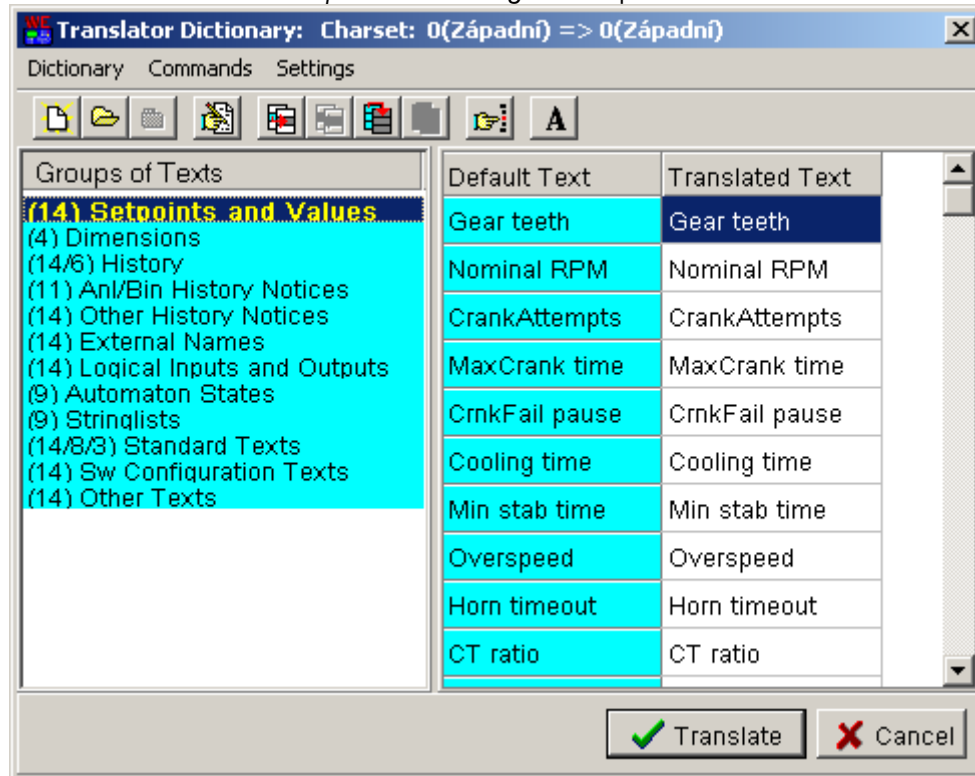 Translator Dictionary: Charset: 0(Západní) => 0(Západní)
Dictionary Commands Settings
A
Groups of Texts
(14) Setpoints and Values
(4) Dimensions
(14/6) History
(11) Anl/Bin History Notices
(14) Other History Notices
(14) External Names
(14) Logical Inputs and Outputs
(9) Automaton States
(9) Stringlists
(14/8/3) Standard Texts
(14) Sw Configuration Texts
(14) Other Texts
Default Text Translated Text
Gear teeth Gear teeth
Nominal RPM Nominal RPM
CrankAttempts CrankAttempts
MaxCrank time MaxCrank time
CrnkFail pause CrnkFail pause
Cooling time Cooling time
Min stab time Min stab time
Overspeed Overspeed
Horn timeout Horn timeout
CT ratio CT ratio
Translate Cancel